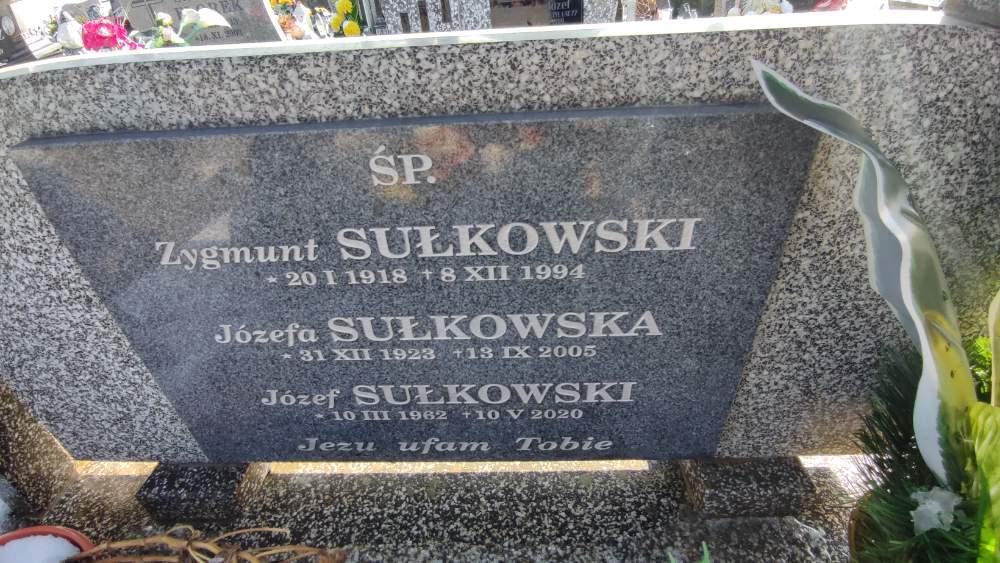 ŚP.
Zygmunt SUŁKOWSKI
* 20 I 1918 † 8 XII 1994
Józefa SUŁKOWSKA
* 31 XII 1923 † 13 IX 2005
Józef SUŁKOWSKI
* 10 III 1962 † 10 V 2020
Jezu ufam Tobie